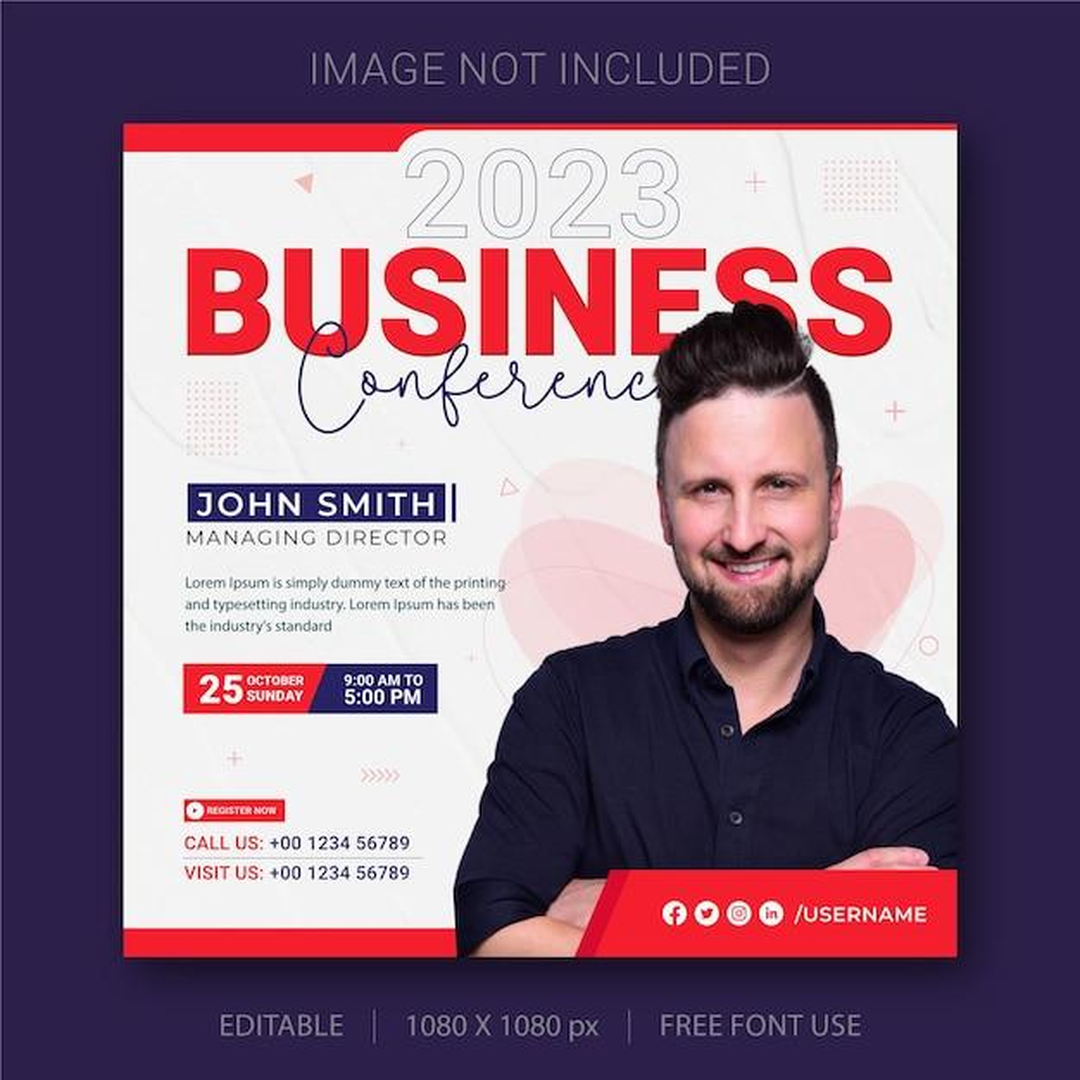 IMAGE NOT INCLUDED
2023
BUSINESS
Conferenc
JOHN SMITH
MANAGING DIRECTOR
Lorem Ipsum is simply dummy text of the printing
and typesetting industry. Lorem Ipsum has been
the industry's standard
25 OCTOBER SUNDAY
9:00 AM TO
5:00 PM
REGISTER NOW
CALL US: +00 1234 56789
VISIT US: +00 1234 56789
/USERNAME
EDITABLE | 1080 X 1080 px | FREE FONT USE